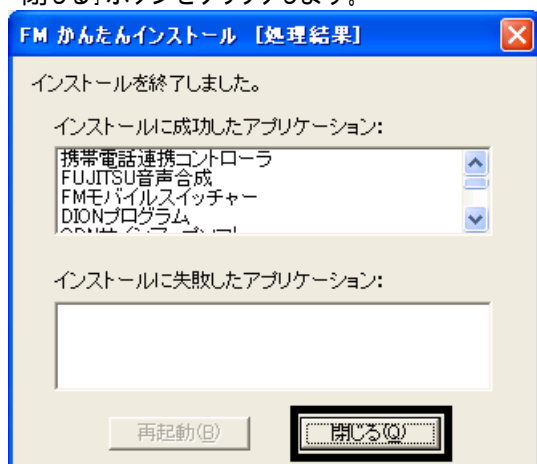 閉じる]ボタンをクリックします。
FM かんたんインストール [処理結果]
インストールを終了しました。
インストールに成功したアプリケーション:
携帯電話連携コントローラ
FUJITSU音声合成
FMモバイルスイッチャー
DIONプログラム
インストールに失敗したアプリケーション:
再起動(B)
閉じる(Q)